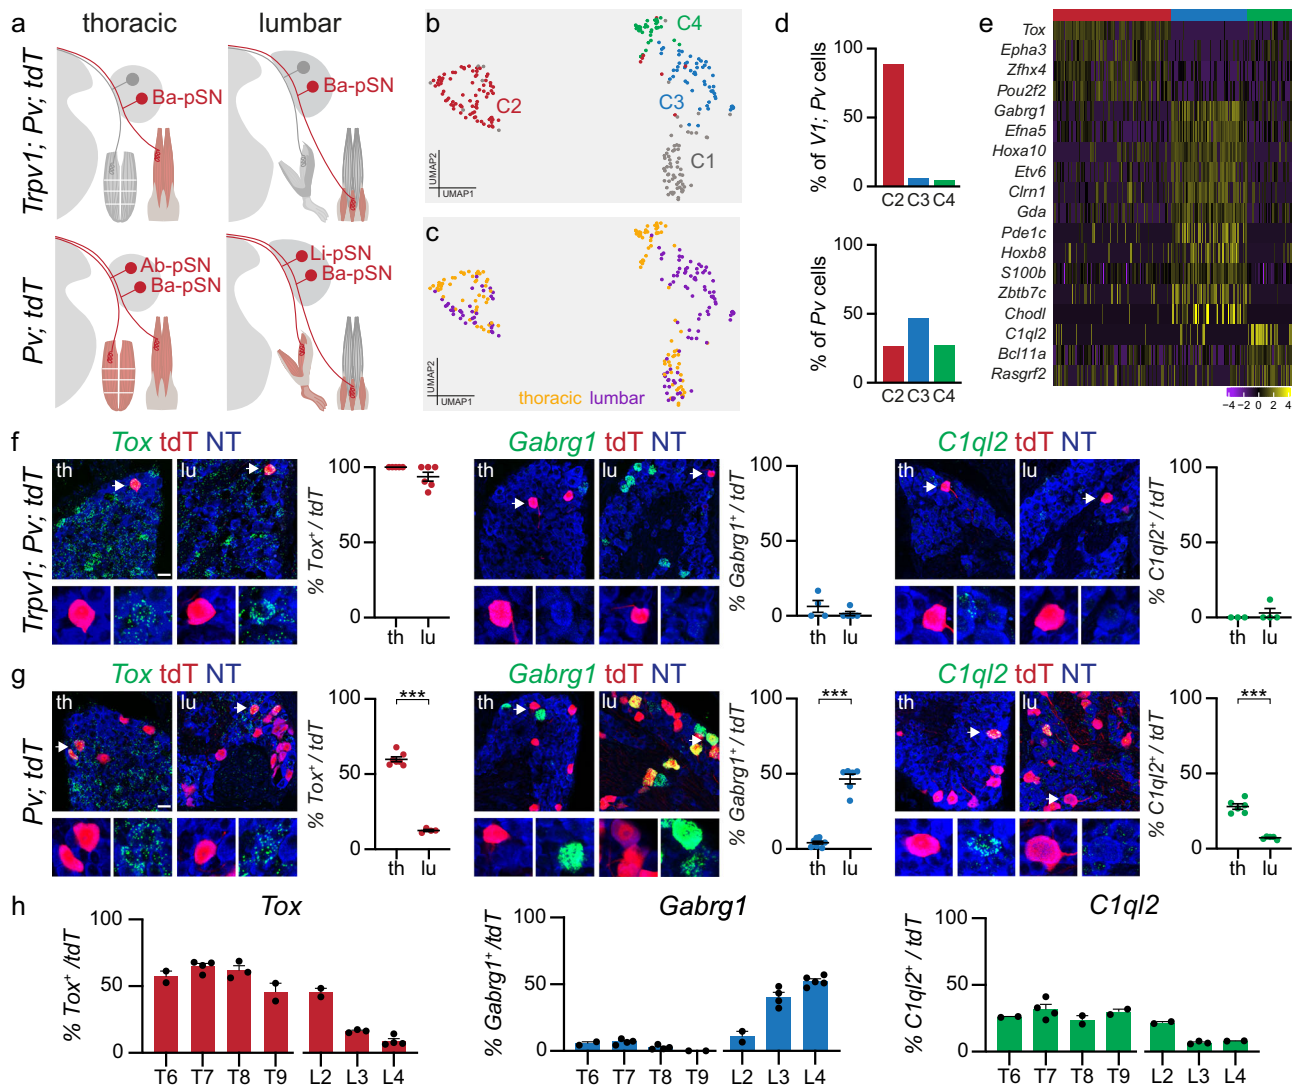 a
thoracic
lumbar
Trpv1; Pv; tdT
Ba-pSN
Ba-pSN
Pv; tdT
Ab-pSN
Ba-pSN
Li-pSN
Ba-pSN
b
C4
C2
C3
C1
UMAP2
UMAP1
c
UMAP2
UMAP1
thoracic lumbar
d
% of V1; Pv cells
100
50
0
C2 C3 C4
% of Pv cells
100
50
0
C2 C3 C4
e
Tox
Epha3
Zfhx4
Pou2f2
Gabrg1
Efna5
Hoxa10
Etv6
Clrn1
Gda
Pde1c
Hoxb8
S100b
Zbtb7c
Chodl
C1ql2
Bcl11a
Rasgrf2
−4 −2 0 2 4
f
Trpv1; Pv; tdT
Tox tdT NT
th
lu
% Tox+ / tdT
100
50
0
th lu
Gabrg1 tdT NT
th
lu
% Gabrg1+ / tdT
100
50
0
th lu
C1ql2 tdT NT
th
lu
% C1ql2+ / tdT
100
50
0
th lu
g
Pv; tdT
Tox tdT NT
th
lu
% Tox+ / tdT
100
50
0
***
th lu
Gabrg1 tdT NT
th
lu
% Gabrg1+ / tdT
100
50
0
***
th lu
C1ql2 tdT NT
th
lu
% C1ql2+ / tdT
100
50
0
***
th lu
h
Tox
% Tox+ /tdT
100
50
0
T6 T7 T8 T9 L2 L3 L4
Gabrg1
% Gabrg1+ /tdT
100
50
0
T6 T7 T8 T9 L2 L3 L4
C1ql2
% C1ql2+ / tdT
100
50
0
T6 T7 T8 T9 L2 L3 L4